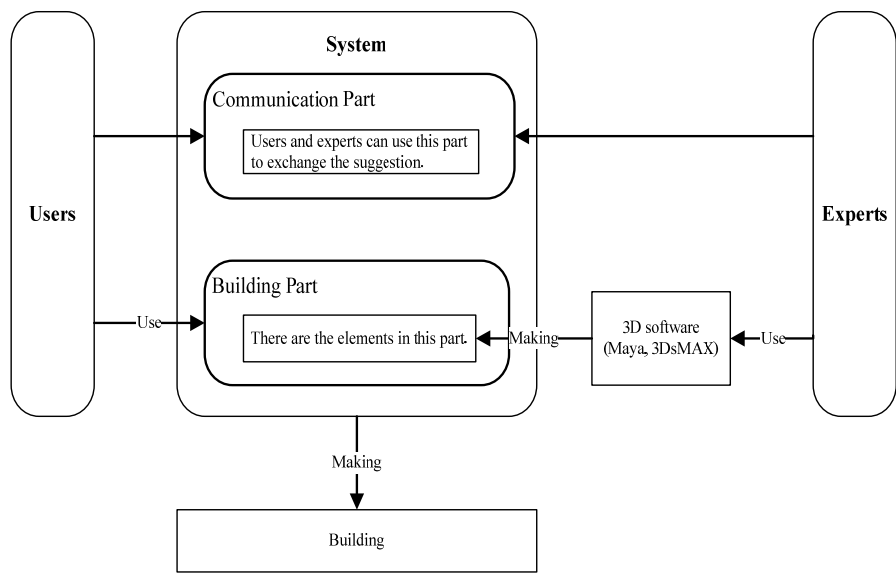 System
Communication Part
Users and experts can use this part
to exchange the suggestion.
Users
Experts
Building Part
Use
There are the elements in this part.
Making
3D software
(Maya, 3DsMAX)
Use
Making
Building